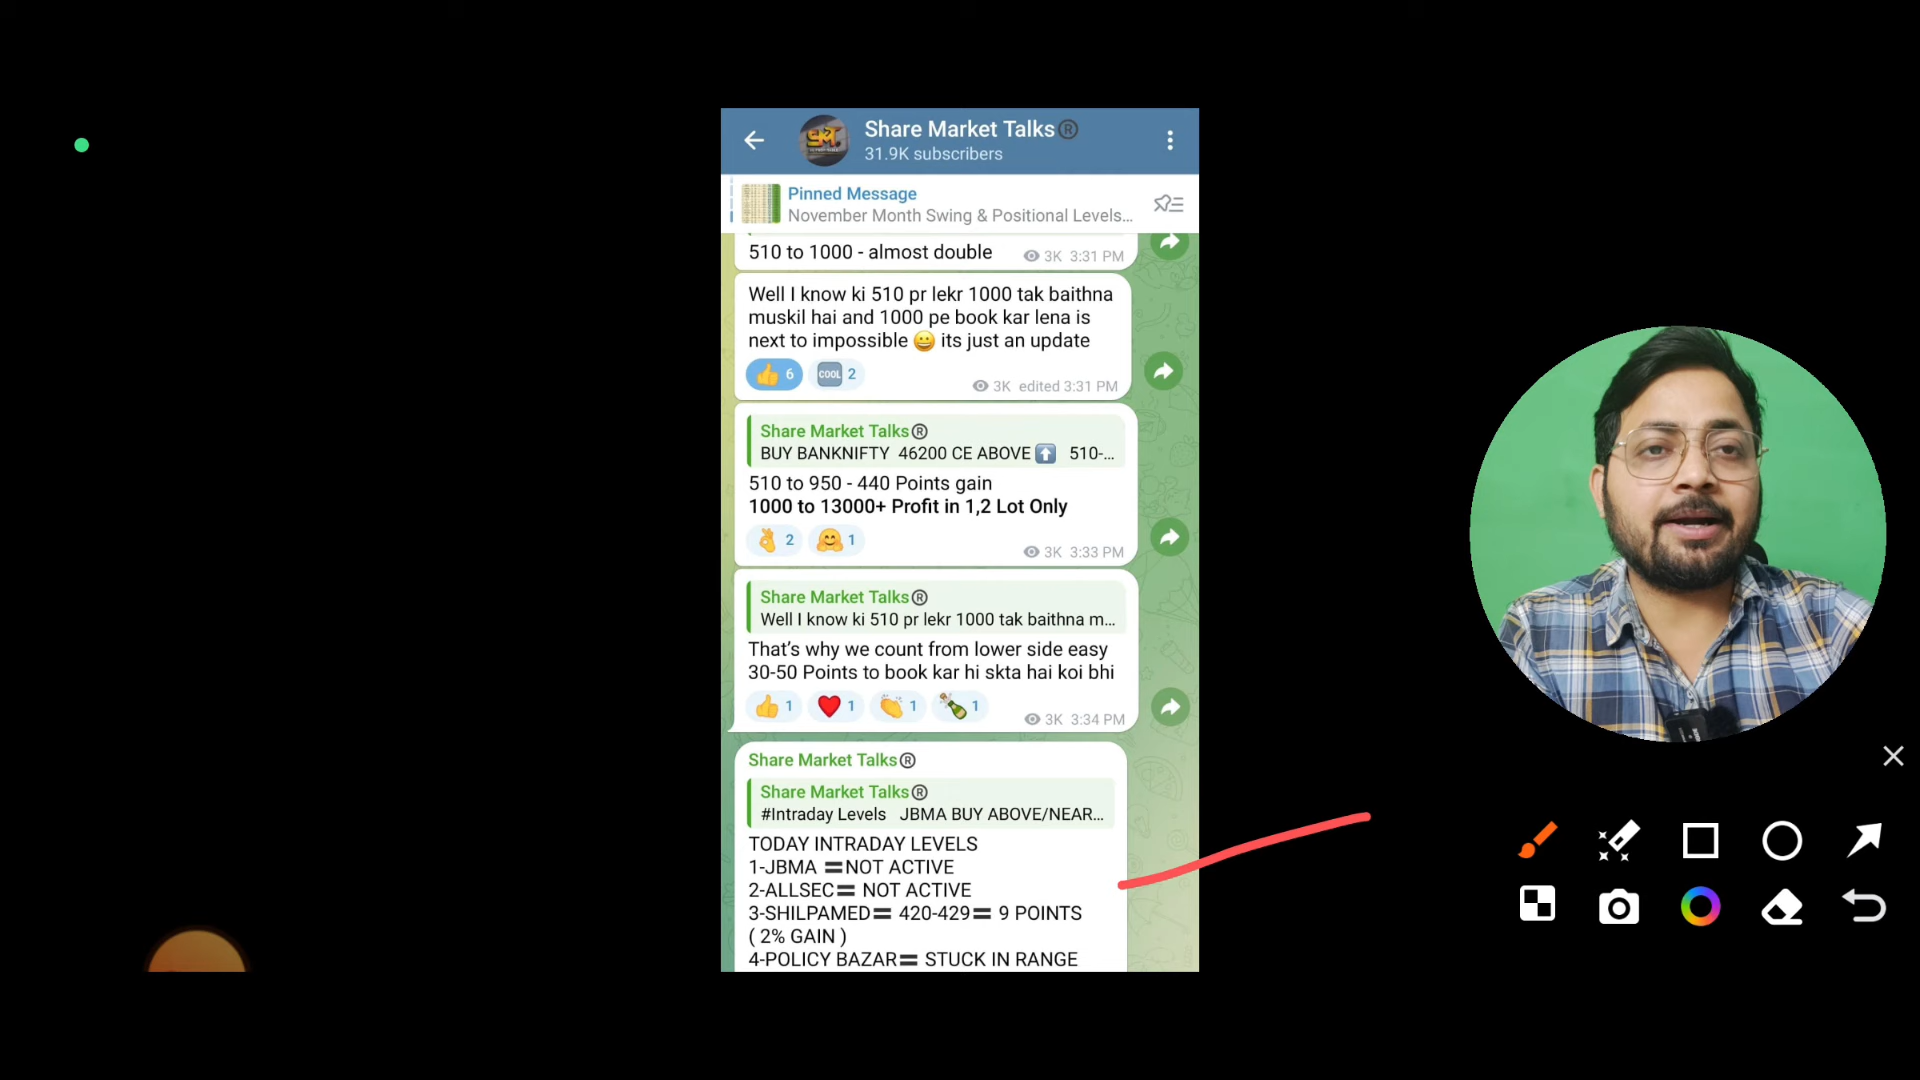 Share Market Talks®
31.9K subscribers
Pinned Message
November Month Swing & Positional Levels...
510 to 1000 - almost double
3K 3:31 PM
Well I know ki 510 pr lekr 1000 tak baithna
muskil hai and 1000 pe book kar lena is
next to impossible 😀 its just an update
👍 6 COOL 2
3K edited 3:31 PM
Share Market Talks®
BUY BANKNIFTY 46200 CE ABOVE ⬆️ 510-...
510 to 950 - 440 Points gain
1000 to 13000+ Profit in 1,2 Lot Only
👌 2 🤗 1
3K 3:33 PM
Share Market Talks®
Well I know ki 510 pr lekr 1000 tak baithna m...
That's why we count from lower side easy
30-50 Points to book kar hi skta hai koi bhi
👍 1 ❤️ 1 👏 1 🍾 1
3K 3:34 PM
Share Market Talks®
Share Market Talks®
#Intraday Levels JBMA BUY ABOVE/NEAR...
TODAY INTRADAY LEVELS
1-JBMA 🟰NOT ACTIVE
2-ALLSEC🟰 NOT ACTIVE
3-SHILPAMED🟰 420-429🟰 9 POINTS
( 2% GAIN )
4-POLICY BAZAR🟰 STUCK IN RANGE